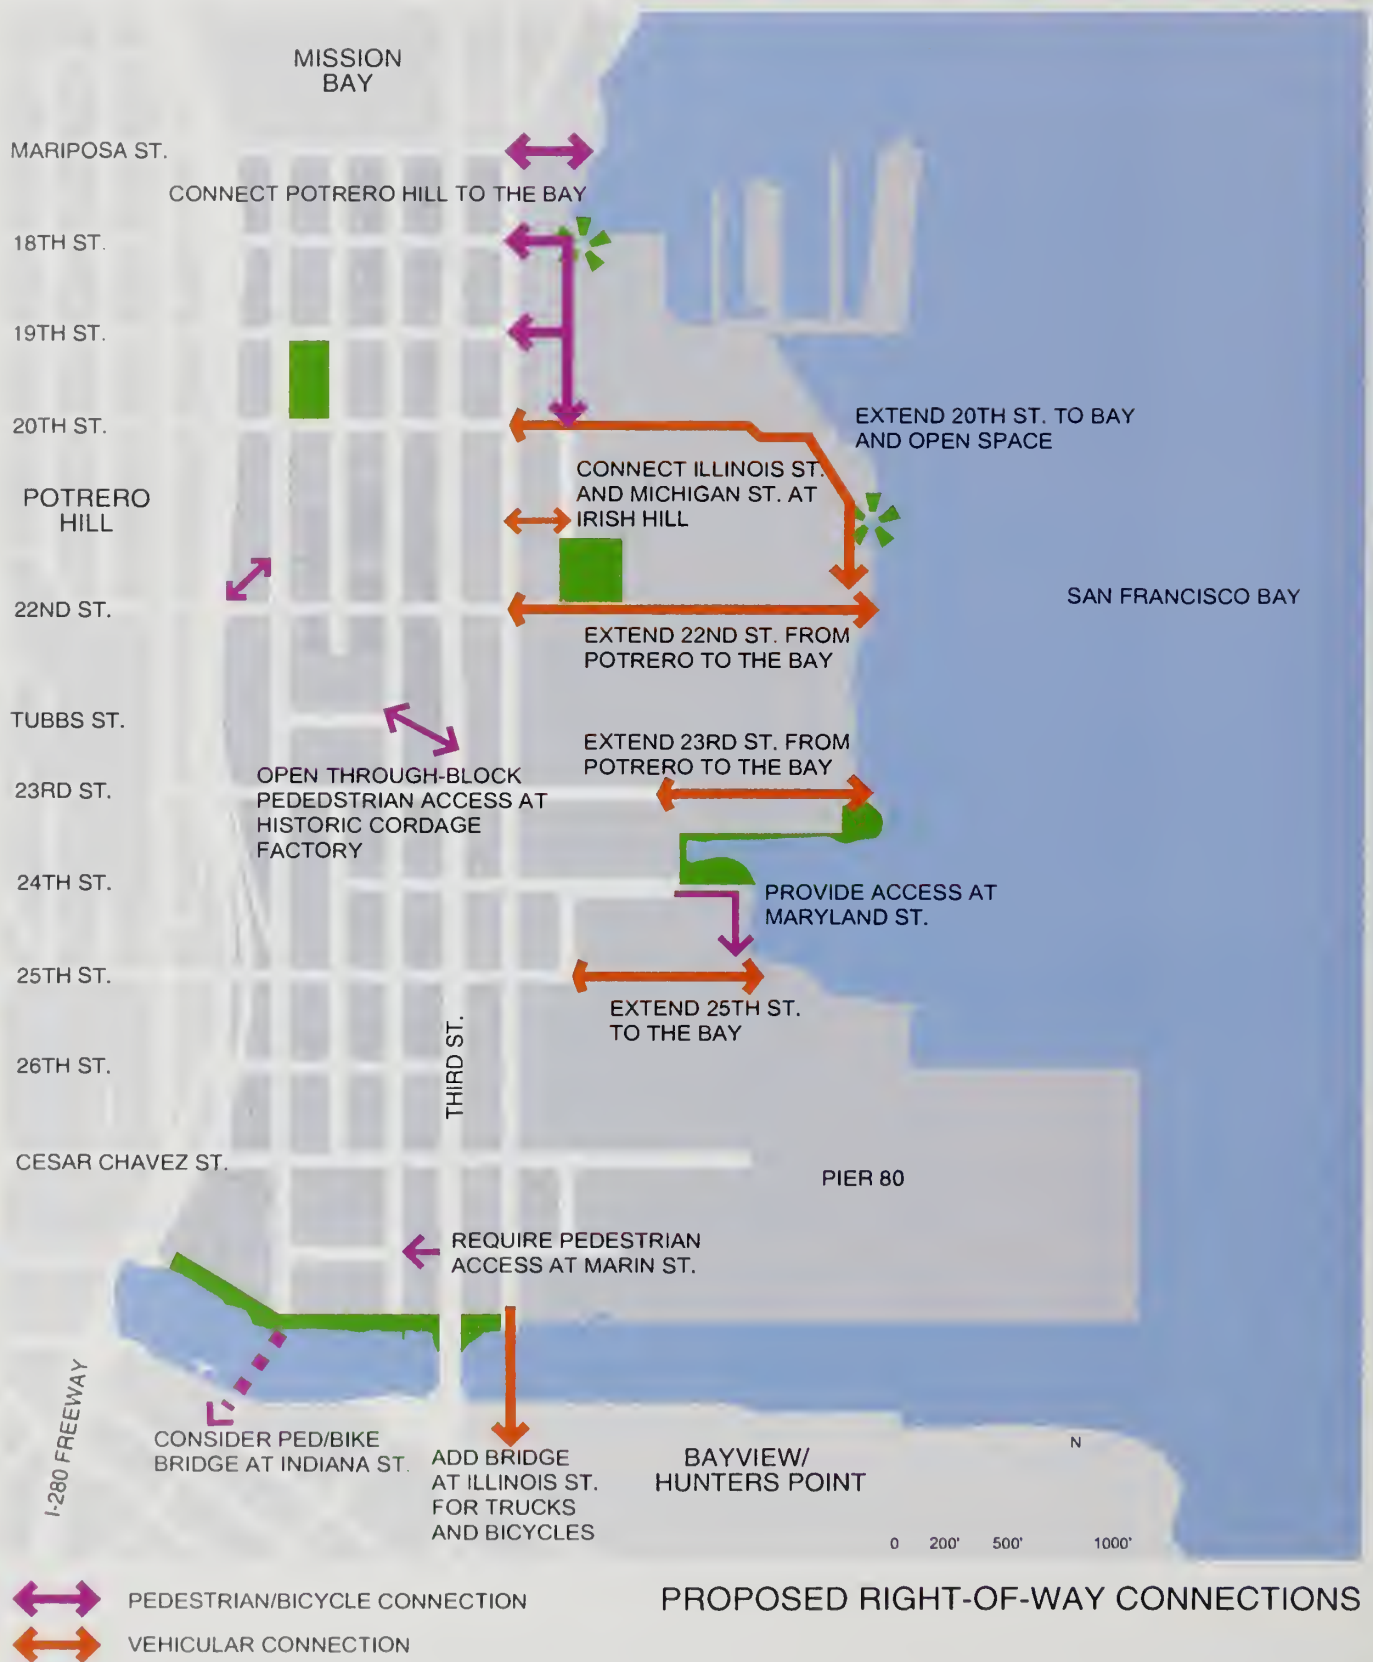 MISSION
BAY
MARIPOSA ST.
CONNECT POTRERO HILL TO THE BAY
18TH ST.
19TH ST.
20TH ST.
EXTEND 20TH ST. TO BAY
AND OPEN SPACE
CONNECT ILLINOIS ST.
AND MICHIGAN ST. AT
IRISH HILL
POTRERO
HILL
22ND ST.
SAN FRANCISCO BAY
EXTEND 22ND ST. FROM
POTRERO TO THE BAY
TUBBS ST.
EXTEND 23RD ST. FROM
POTRERO TO THE BAY
OPEN THROUGH-BLOCK
PEDEDSTRIAN ACCESS AT
HISTORIC CORDAGE
FACTORY
23RD ST.
24TH ST.
PROVIDE ACCESS AT
MARYLAND ST.
25TH ST.
EXTEND 25TH ST.
TO THE BAY
THIRD ST.
26TH ST.
CESAR CHAVEZ ST.
PIER 80
REQUIRE PEDESTRIAN
ACCESS AT MARIN ST.
I-280 FREEWAY
CONSIDER PED/BIKE
BRIDGE AT INDIANA ST.
ADD BRIDGE
AT ILLINOIS ST.
FOR TRUCKS
AND BICYCLES
BAYVIEW/
HUNTERS POINT
N
0 200' 500' 1000'
PEDESTRIAN/BICYCLE CONNECTION
VEHICULAR CONNECTION
PROPOSED RIGHT-OF-WAY CONNECTIONS